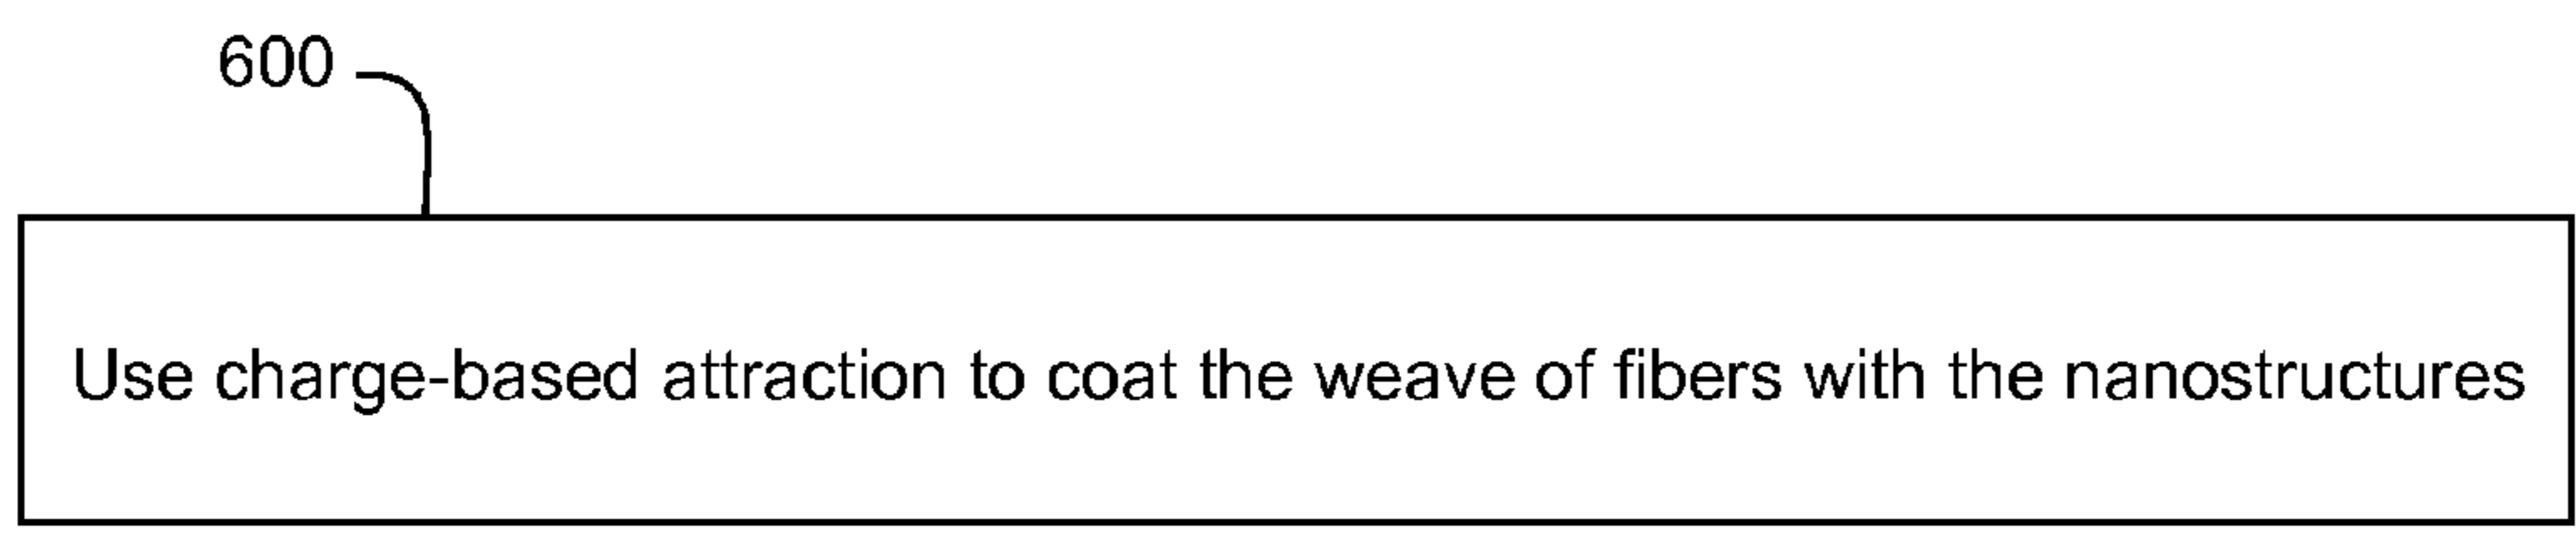 600
Use charge-based attraction to coat the weave of fibers with the nanostructures